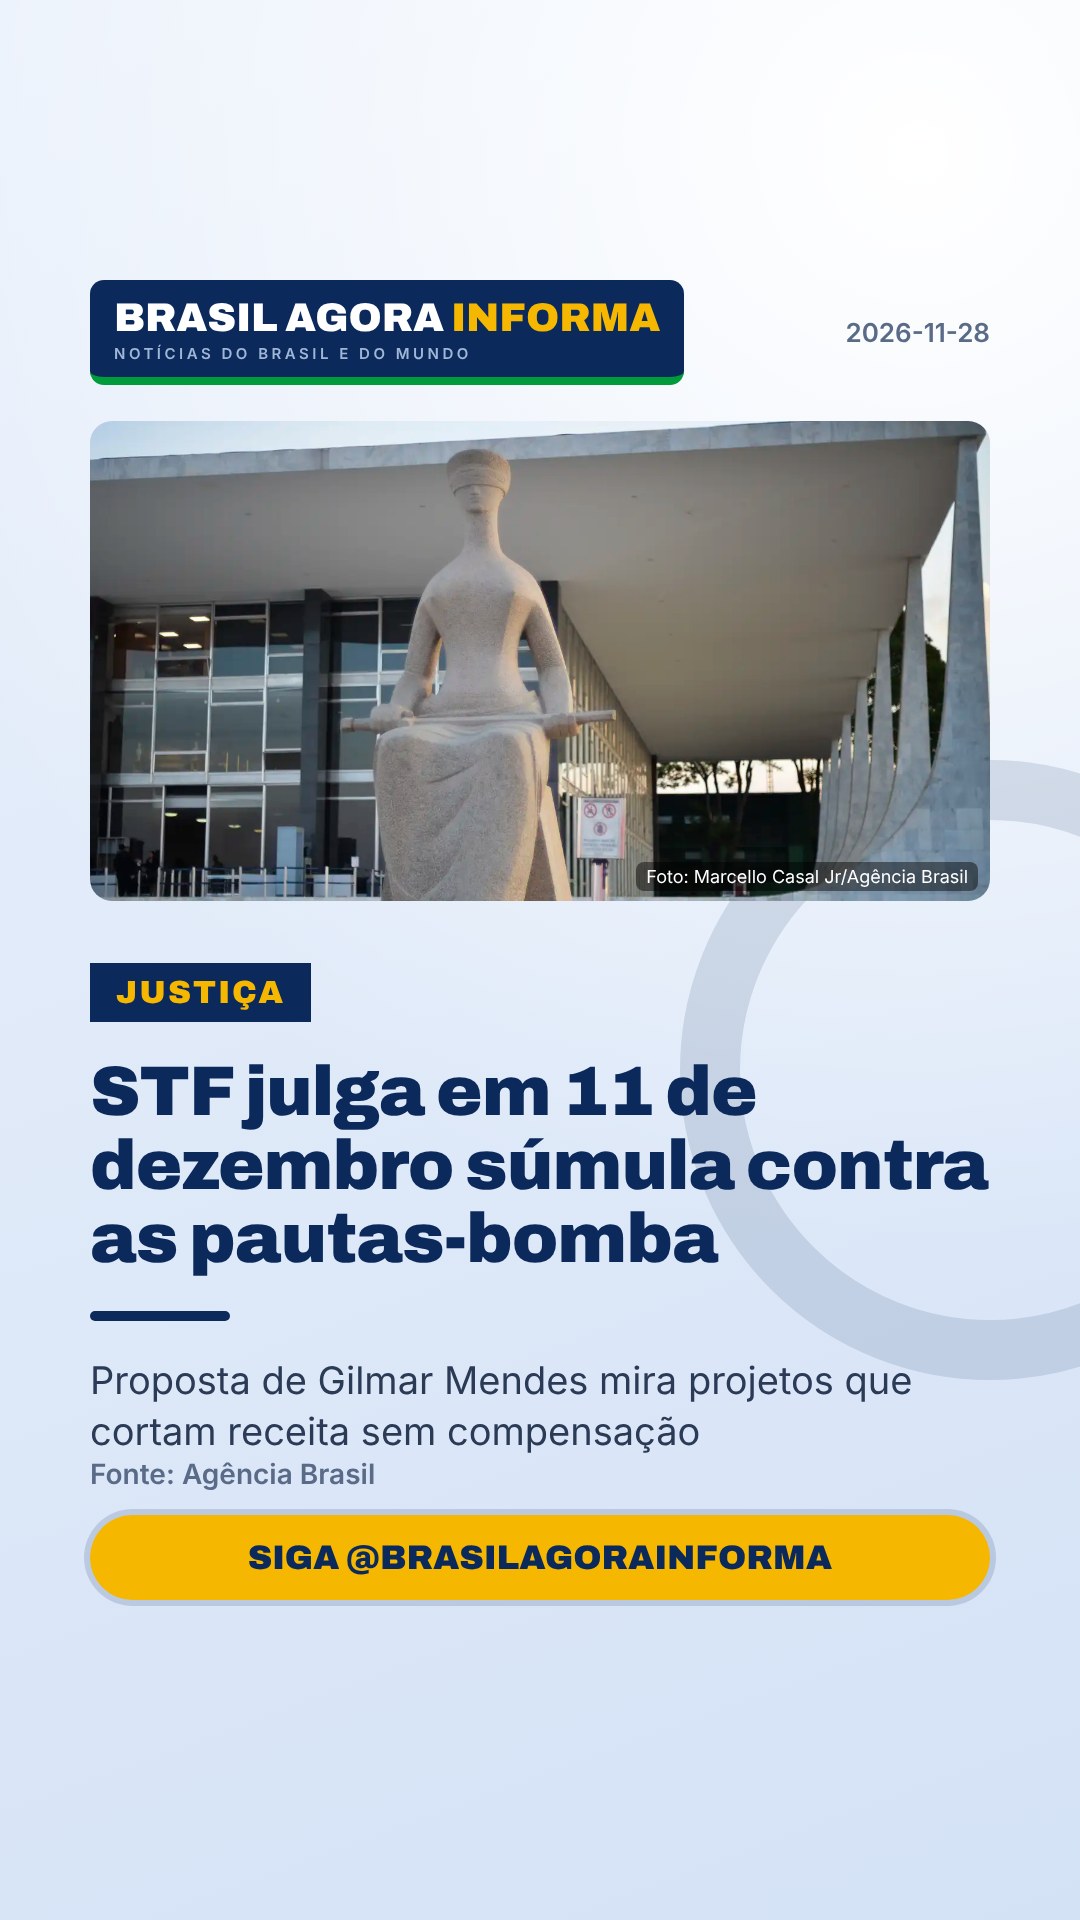 BRASIL AGORA INFORMA
NOTÍCIAS DO BRASIL E DO MUNDO
2026-11-28
Foto: Marcello Casal Jr/Agência Brasil
JUSTIÇA
STF julga em 11 de
dezembro súmula contra
as pautas-bomba
Proposta de Gilmar Mendes mira projetos que
cortam receita sem compensação
Fonte: Agência Brasil
SIGA @BRASILAGORAINFORMA